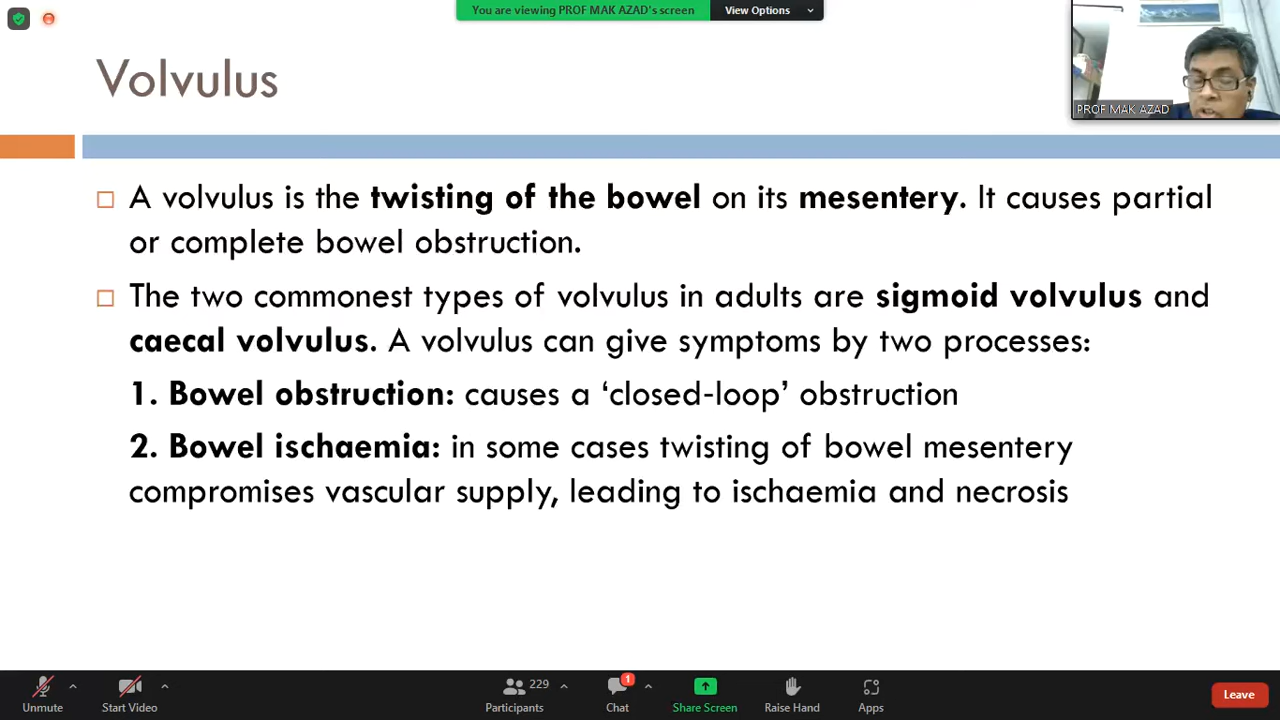 You are viewing PROF MAK AZAD's screen
View Options
Volvulus
PROF MAK AZAD
A volvulus is the twisting of the bowel on its mesentery. It causes partial
or complete bowel obstruction.
The two commonest types of volvulus in adults are sigmoid volvulus and
caecal volvulus. A volvulus can give symptoms by two processes:
1. Bowel obstruction: causes a ‘closed-loop’ obstruction
2. Bowel ischaemia: in some cases twisting of bowel mesentery
compromises vascular supply, leading to ischaemia and necrosis
229
1
Unmute
Start Video
Participants
Chat
Share Screen
Raise Hand
Apps
Leave